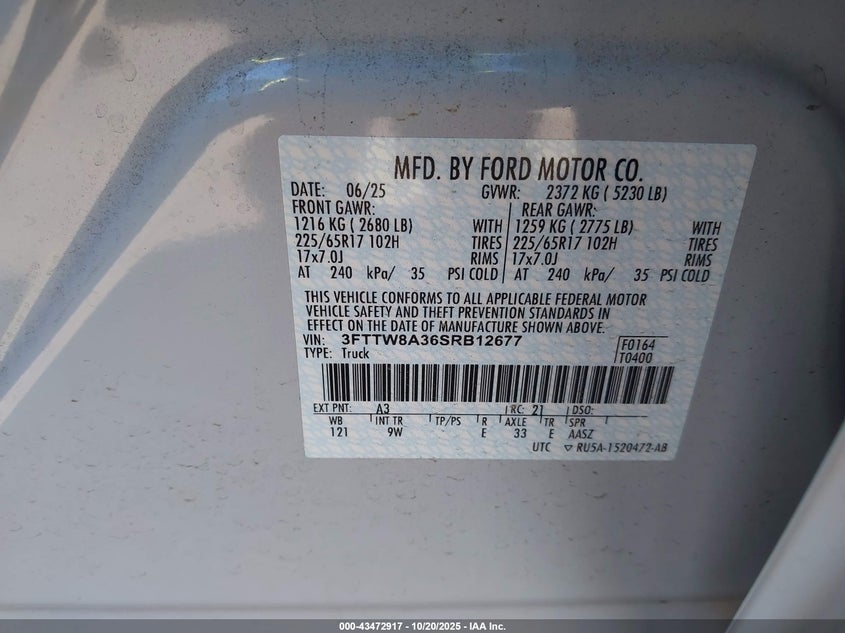 MFD. BY FORD MOTOR CO.
DATE: 06/25 GVWR: 2372 KG ( 5230 LB)
FRONT GAWR: REAR GAWR:
1216 KG ( 2680 LB) WITH 1259 KG ( 2775 LB) WITH
225/65R17 102H TIRES 225/65R17 102H TIRES
17x7.0J RIMS 17x7.0J RIMS
AT 240 kPa/ 35 PSI COLD AT 240 kPa/ 35 PSI COLD
THIS VEHICLE CONFORMS TO ALL APPLICABLE FEDERAL MOTOR
VEHICLE SAFETY AND THEFT PREVENTION STANDARDS IN
EFFECT ON THE DATE OF MANUFACTURE SHOWN ABOVE.
VIN: 3FTTW8A36SRB12677 F0164
TYPE: Truck T0400
EXT PNT: A3 RC: 21 DSO:
WB INT TR TP/PS R AXLE TR SPR
121 9W E 33 E AASZ
UTC ▽ RU5A-1520472-AB
000-43472917 - 10/20/2025 - IAA Inc.